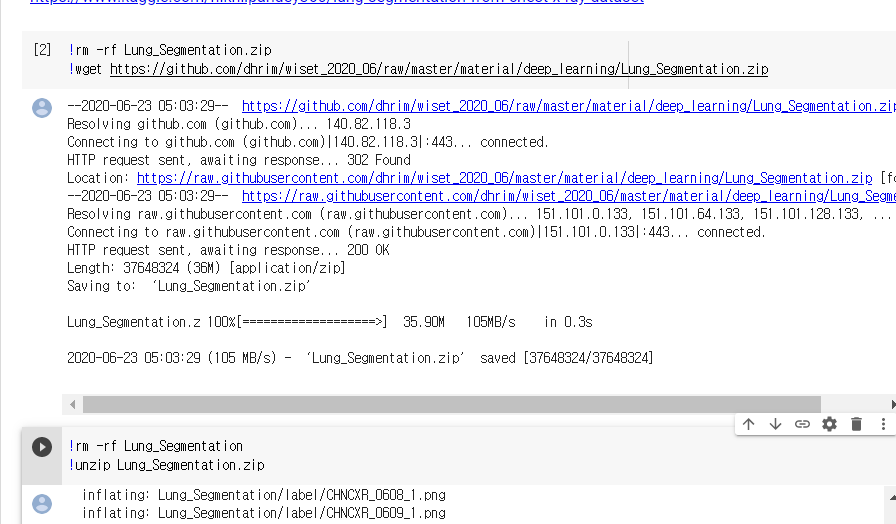 https://www.kaggle.com/nikhilpandey360/lung-segmentation-from-chest-x-ray-dataset
[2] !rm -rf Lung_Segmentation.zip
!wget https://github.com/dhrim/wiset_2020_06/raw/master/material/deep_learning/Lung_Segmentation.zip
--2020-06-23 05:03:29-- https://github.com/dhrim/wiset_2020_06/raw/master/material/deep_learning/Lung_Segmentation.zip
Resolving github.com (github.com)... 140.82.118.3
Connecting to github.com (github.com)|140.82.118.3|:443... connected.
HTTP request sent, awaiting response... 302 Found
Location: https://raw.githubusercontent.com/dhrim/wiset_2020_06/master/material/deep_learning/Lung_Segmentation.zip [fo
--2020-06-23 05:03:29-- https://raw.githubusercontent.com/dhrim/wiset_2020_06/master/material/deep_learning/Lung_Segme
Resolving raw.githubusercontent.com (raw.githubusercontent.com)... 151.101.0.133, 151.101.64.133, 151.101.128.133, ...
Connecting to raw.githubusercontent.com (raw.githubusercontent.com)|151.101.0.133|:443... connected.
HTTP request sent, awaiting response... 200 OK
Length: 37648324 (36M) [application/zip]
Saving to: ‘Lung_Segmentation.zip’
Lung_Segmentation.z 100%[===================>] 35.90M 105MB/s in 0.3s
2020-06-23 05:03:29 (105 MB/s) - ‘Lung_Segmentation.zip’ saved [37648324/37648324]
!rm -rf Lung_Segmentation
!unzip Lung_Segmentation.zip
inflating: Lung_Segmentation/label/CHNCXR_0608_1.png
inflating: Lung_Segmentation/label/CHNCXR_0609_1.png